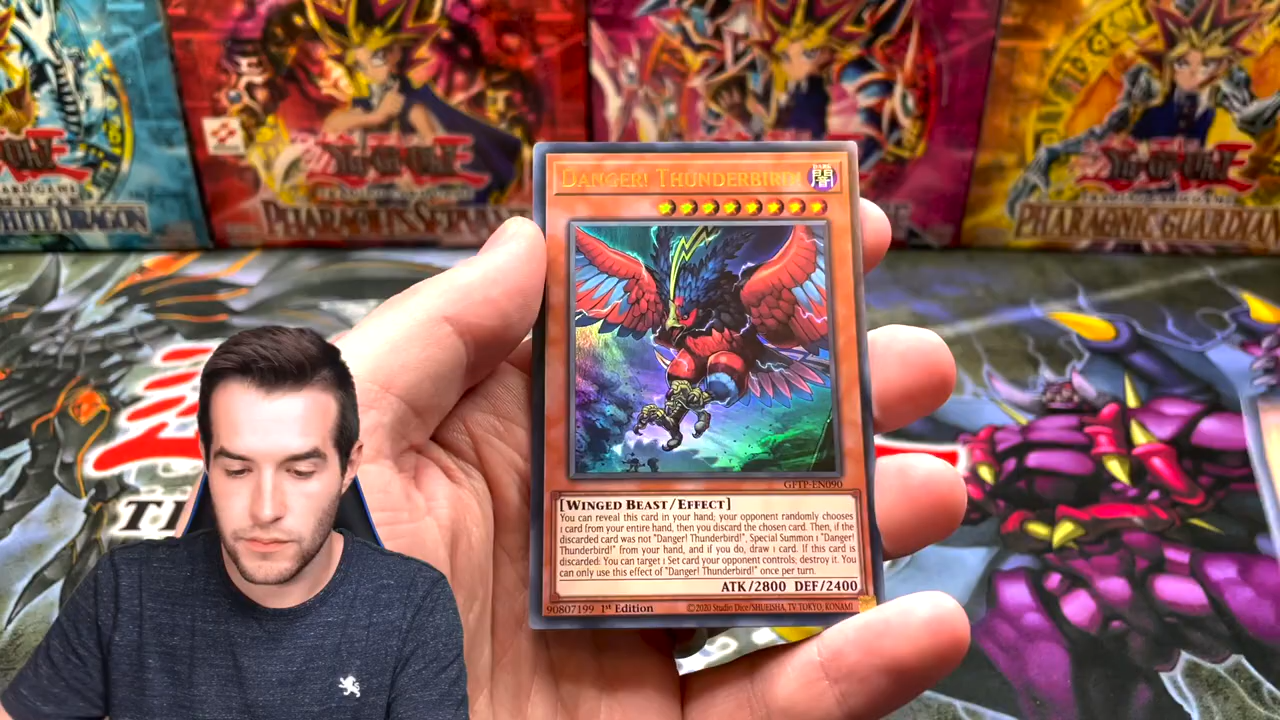 WHITE DRAGON
YU-GI-OH!
YU-GI-OH!
PHARAONIC GUARDIAN
DANGER! THUNDERBIRD!
DARK
闇
GFTP-EN090
[WINGED BEAST/EFFECT]
You can reveal this card in your hand; your opponent randomly chooses
1 card from your entire hand, then you discard the chosen card. Then, if the
discarded card was not "Danger! Thunderbird!", Special Summon 1 "Danger!
Thunderbird!" from your hand, and if you do, draw 1 card. If this card is
discarded: You can target 1 Set card your opponent controls; destroy it. You
can only use this effect of "Danger! Thunderbird!" once per turn.
ATK/2800 DEF/2400
90807199 1st Edition ©2020 Studio Dice/SHUEISHA, TV TOKYO, KONAMI